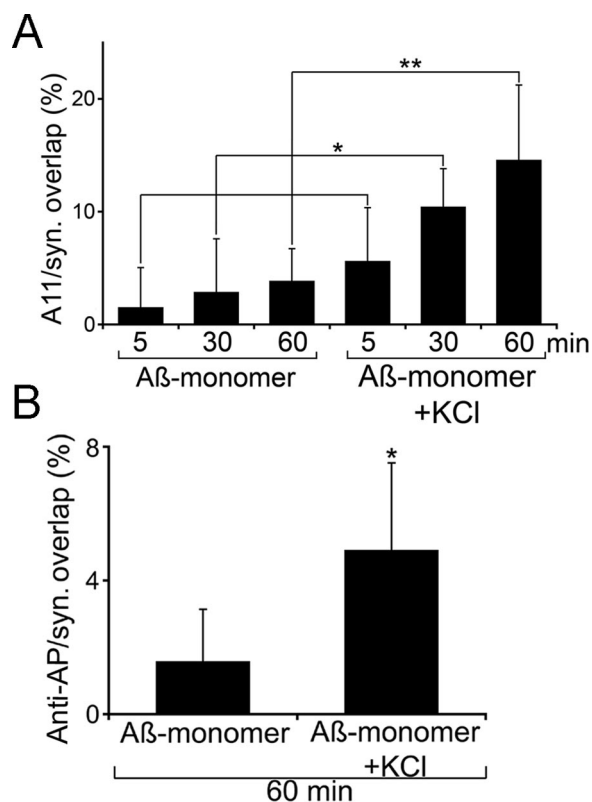 A
A11/syn. overlap (%)
20
10
0
**
*
5 30 60 5 30 60 min
Aß-monomer Aß-monomer
+KCl
B
Anti-AP/syn. overlap (%)
8
4
0
*
Aß-monomer Aß-monomer
+KCl
60 min